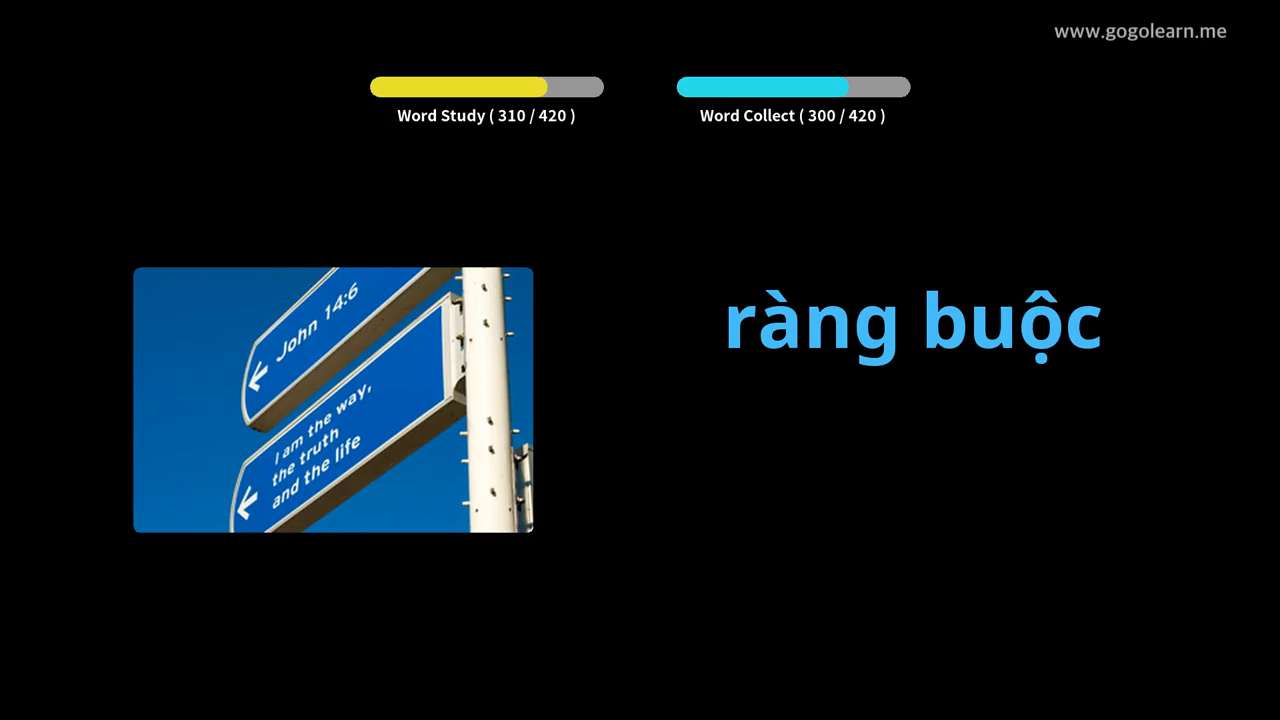 www.gogolearn.me
Word Study ( 310 / 420 )
Word Collect ( 300 / 420 )
John 14:6
I am the way,
the truth
and the life
ràng buộc